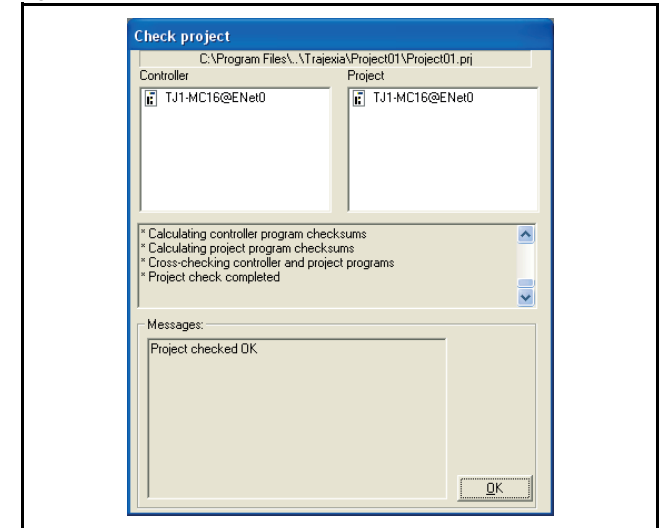 Check project
C:\Program Files\..\Trajexia\Project01\Project01.prj
Controller Project
TJ1-MC16@ENet0 TJ1-MC16@ENet0
* Calculating controller program checksums
* Calculating project program checksums
* Cross-checking controller and project programs
* Project check completed
Messages:
Project checked OK
OK